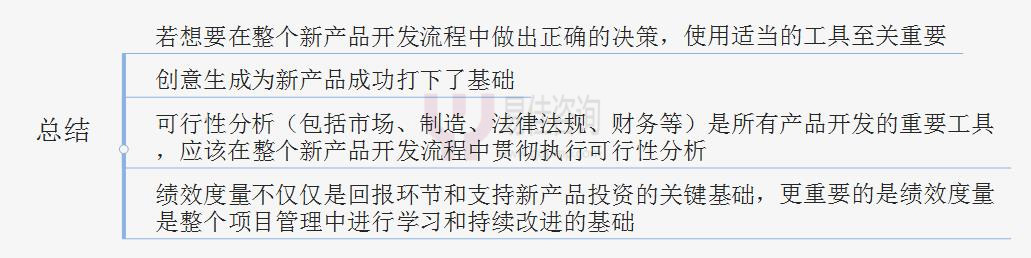 总结
若想要在整个新产品开发流程中做出正确的决策，使用适当的工具至关重要
创意生成为新产品成功打下了基础
可行性分析（包括市场、制造、法律法规、财务等）是所有产品开发的重要工具
，应该在整个新产品开发流程中贯彻执行可行性分析
绩效度量不仅仅是回报环节和支持新产品投资的关键基础，更重要的是绩效度量
是整个项目管理中进行学习和持续改进的基础